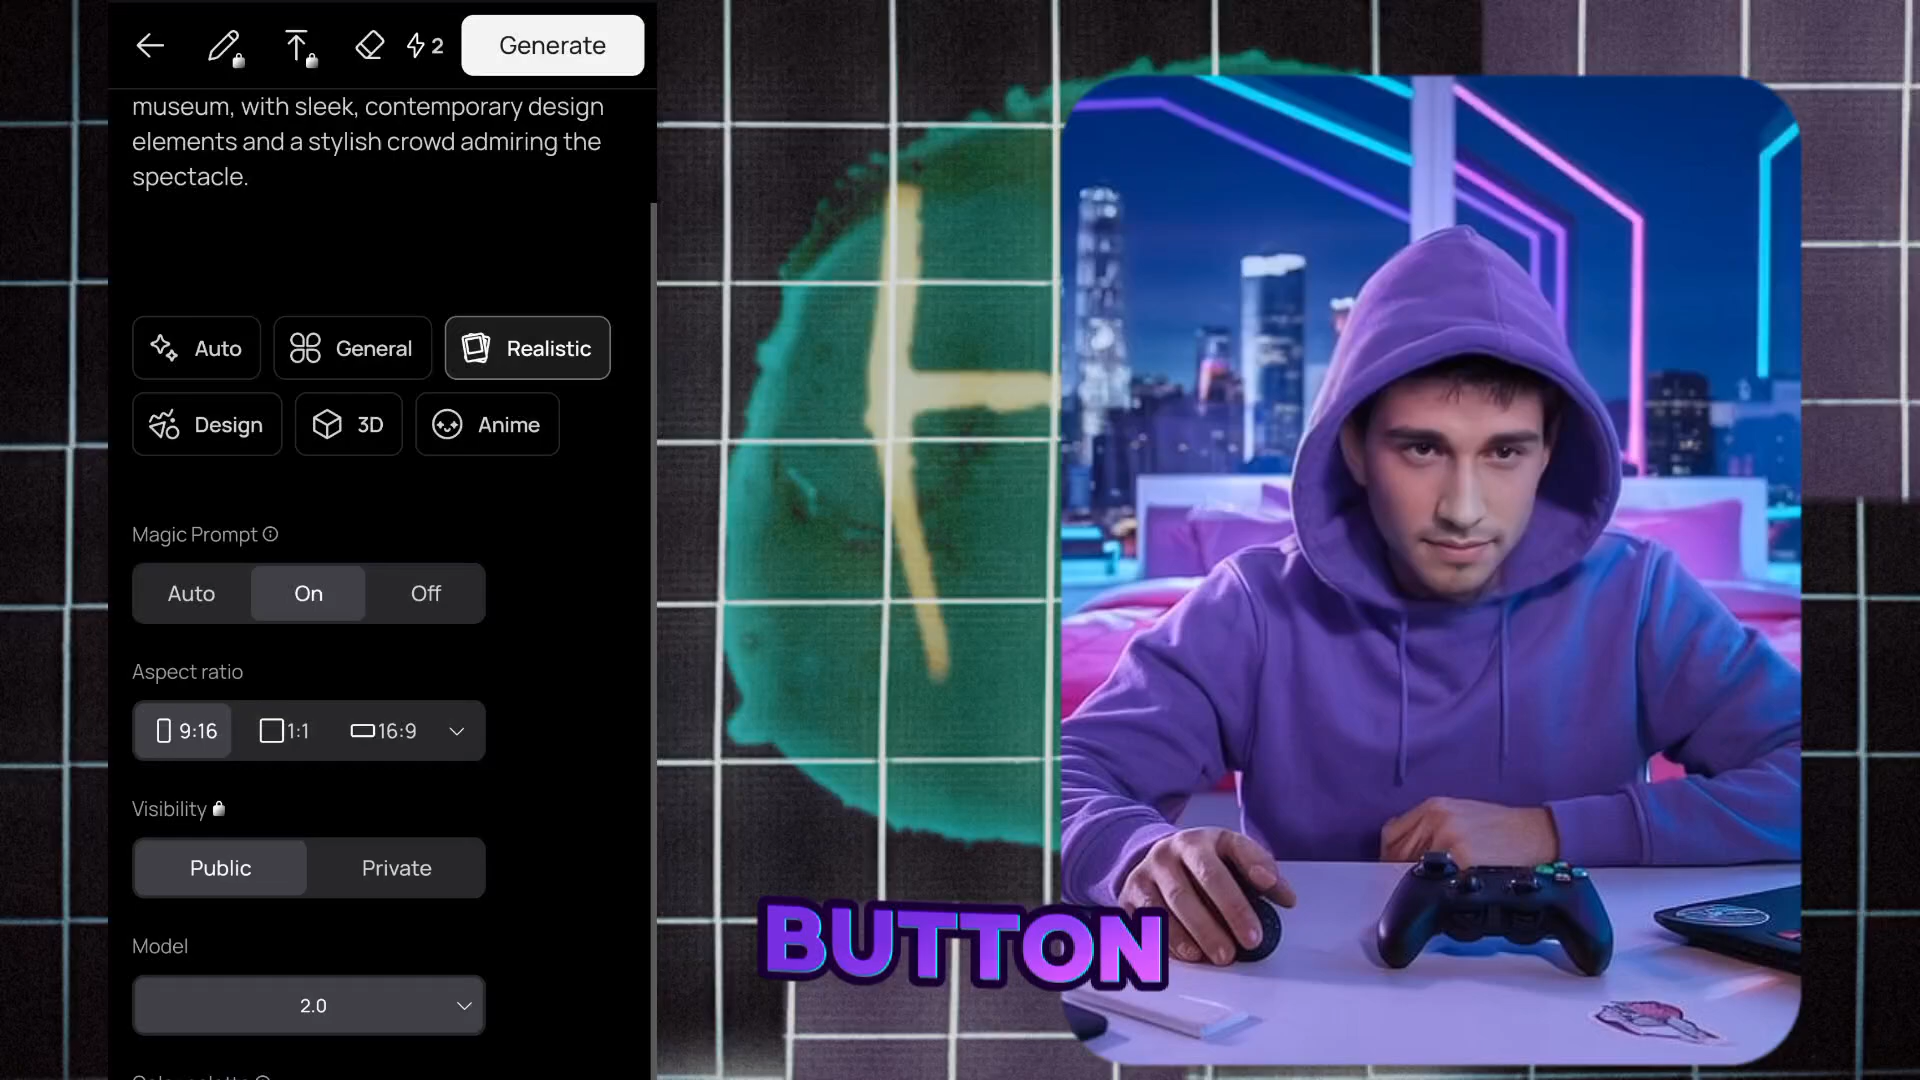 2
Generate
museum, with sleek, contemporary design
elements and a stylish crowd admiring the
spectacle.
Auto
General
Realistic
Design
3D
Anime
Magic Prompt
Auto
On
Off
Aspect ratio
9:16
1:1
16:9
Visibility
Public
Private
Model
2.0
BUTTON